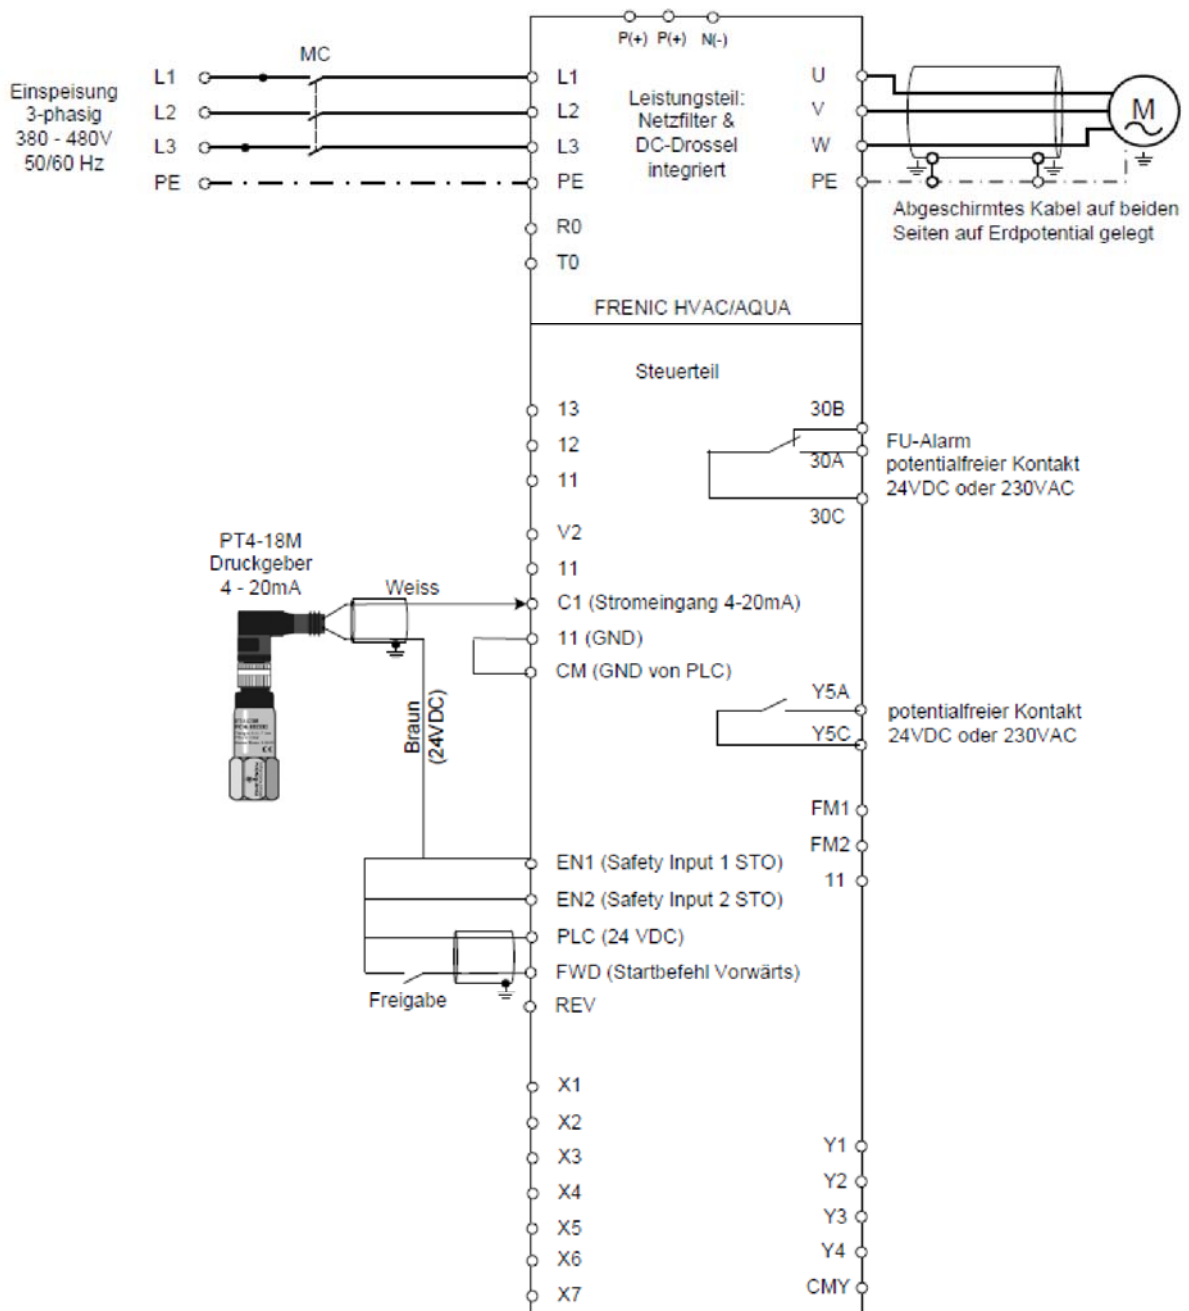 P(+) P(+) N(-)
MC
Einspeisung
3-phasig
380 - 480V
50/60 Hz
L1
L2
L3
PE
L1
L2
L3
PE
R0
T0
Leistungsteil:
Netzfilter &
DC-Drossel
integriert
U
V
W
PE
M
Abgeschirmtes Kabel auf beiden
Seiten auf Erdpotential gelegt
FRENIC HVAC/AQUA
Steuerteil
13
12
11
V2
11
C1 (Stromeingang 4-20mA)
11 (GND)
CM (GND von PLC)
30B
30A
30C
FU-Alarm
potentialfreier Kontakt
24VDC oder 230VAC
PT4-18M
Druckgeber
4 - 20mA
Weiss
Braun
(24VDC)
Y5A
Y5C
potentialfreier Kontakt
24VDC oder 230VAC
FM1
FM2
11
EN1 (Safety Input 1 STO)
EN2 (Safety Input 2 STO)
PLC (24 VDC)
FWD (Startbefehl Vorwärts)
REV
Freigabe
X1
X2
X3
X4
X5
X6
X7
Y1
Y2
Y3
Y4
CMY